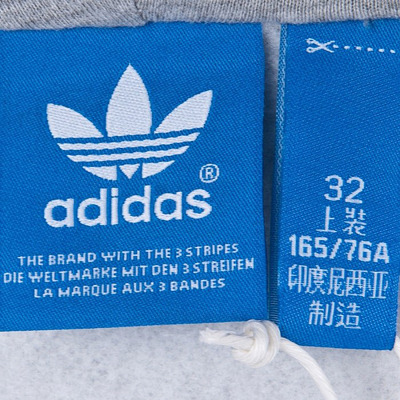 adidas®
THE BRAND WITH THE 3 STRIPES
DIE WELTMARKE MIT DEN 3 STREIFEN
LA MARQUE AUX 3 BANDES
32
上装
165/76A
印度尼西亚
制造